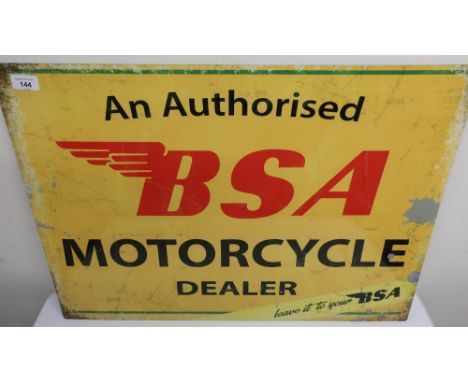 144
An Authorised
BSA
MOTORCYCLE
DEALER
leave it to your BSA